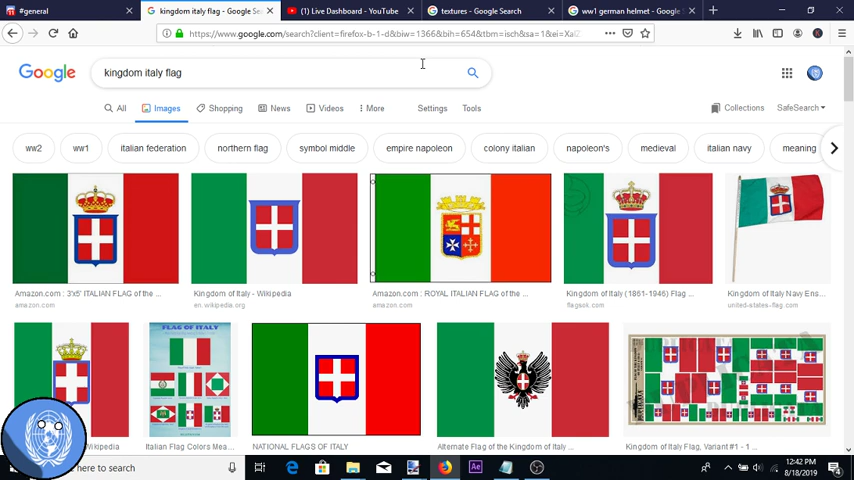 #general
kingdom italy flag - Google Sea
(1) Live Dashboard - YouTube
textures - Google Search
ww1 german helmet - Google S
https://www.google.com/search?client=firefox-b-1-d&biw=1366&bih=654&tbm=isch&sa=1&ei=Xa
Google
kingdom italy flag
All
Images
Shopping
News
Videos
More
Settings
Tools
Collections
SafeSearch
ww2
ww1
italian federation
northern flag
symbol middle
empire napoleon
colony italian
napoleon's
medieval
italian navy
meaning
Amazon.com : 3'x5' ITALIAN FLAG of the ...
amazon.com
Kingdom of Italy - Wikipedia
en.wikipedia.org
Amazon.com : ROYAL ITALIAN FLAG of the ...
amazon.com
Kingdom of Italy (1861-1946) Flag ...
flagsok.com
Kingdom of Italy Navy Ens...
united-states-flag.com
FLAG OF ITALY
Wikipedia
Italian Flag Colors Mea...
NATIONAL FLAGS OF ITALY
Alternate Flag of the Kingdom of Italy ...
Kingdom of Italy Flag, Variant #1 - 1 ...
here to search
Ae
12:42 PM
8/18/2019
4